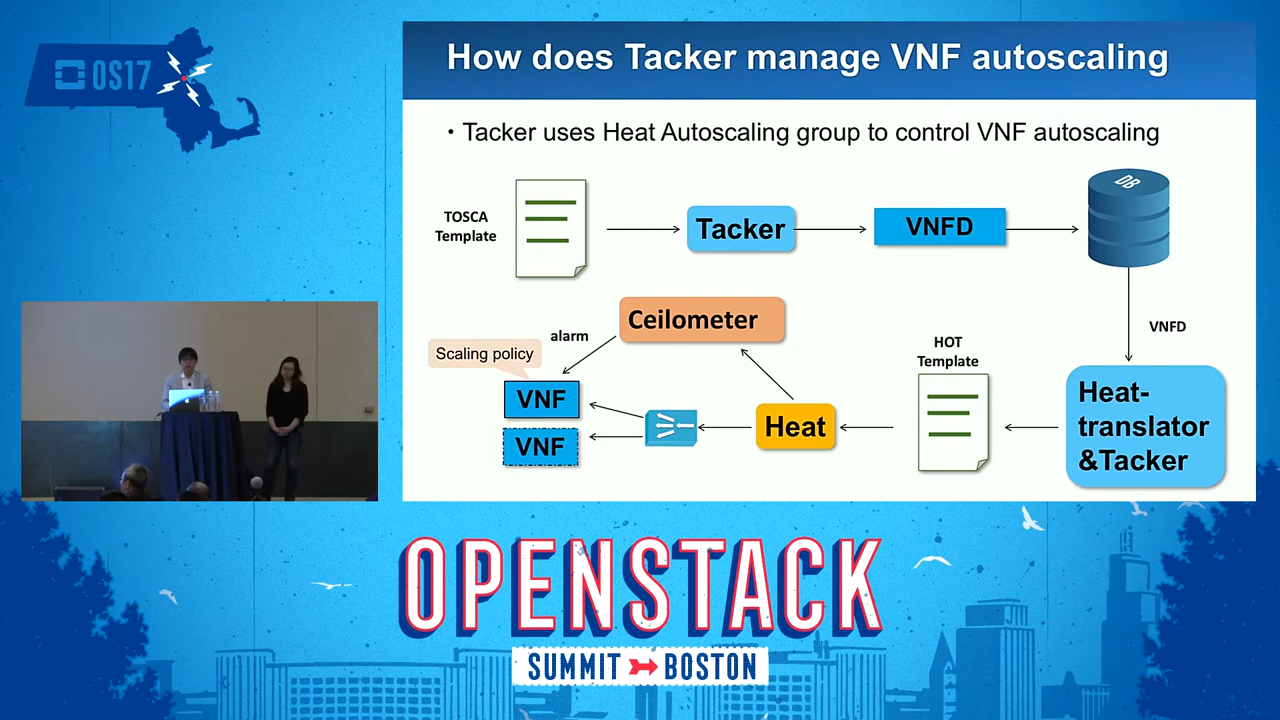 OS17
How does Tacker manage VNF autoscaling
• Tacker uses Heat Autoscaling group to control VNF autoscaling
TOSCA
Template
Tacker
VNFD
DB
VNFD
Ceilometer
alarm
Scaling policy
VNF
VNF
Heat
HOT
Template
Heat-
translator
&Tacker
OPENSTACK
SUMMIT BOSTON